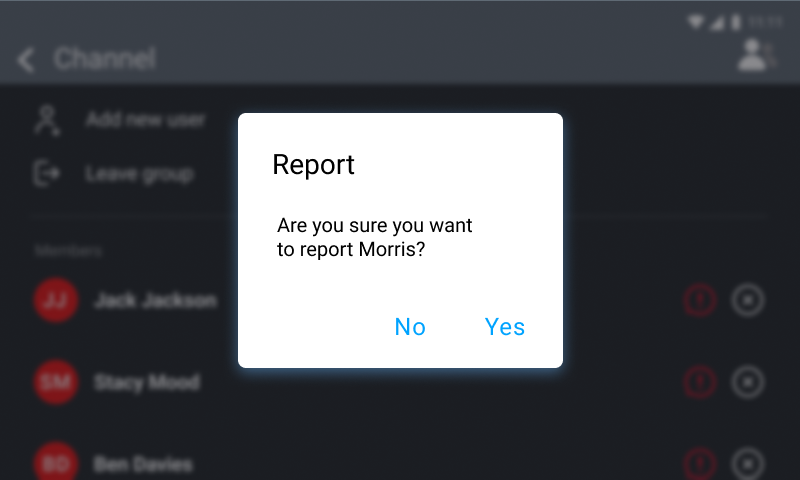 11:11
Channel
Add new user
Leave group
Members
Report
Are you sure you want
to report Morris?
No
Yes
JJ
Jack Jackson
SM
Stacy Mood
BD
Ben Davies